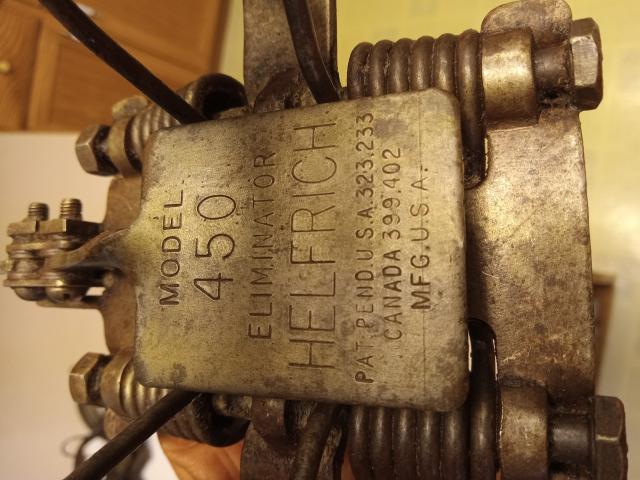 MODEL
450
ELIMINATOR
HELFRICH
PAT. PEND. U.S.A. 323.233
CANADA 399.402
MFG. U.S.A.